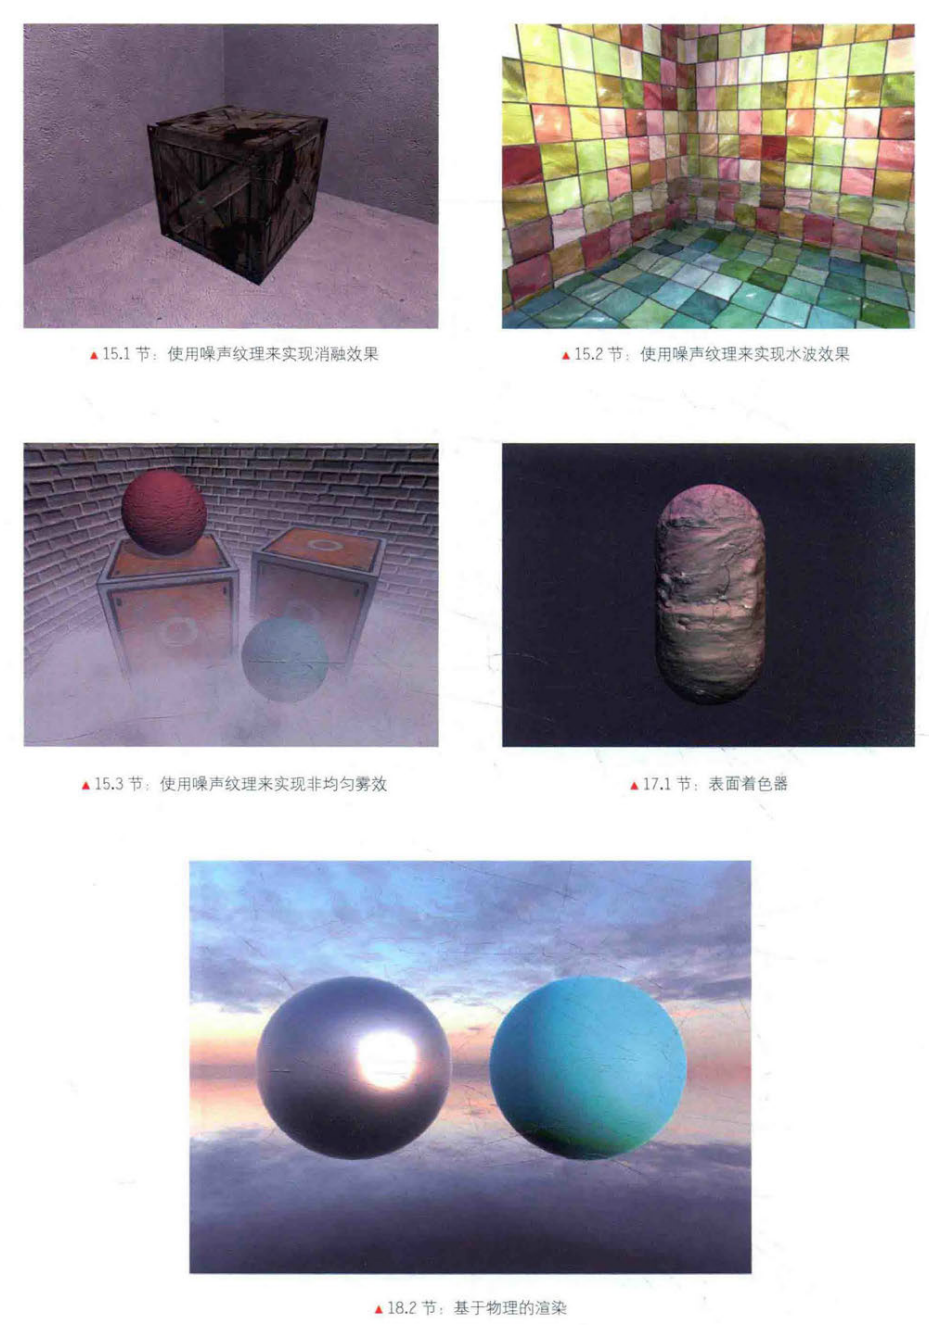 ▲ 15.1 节：使用噪声纹理来实现消融效果
▲ 15.2 节：使用噪声纹理来实现水波效果
▲ 15.3 节：使用噪声纹理来实现非均匀雾效
▲ 17.1 节：表面着色器
▲ 18.2 节：基于物理的渲染